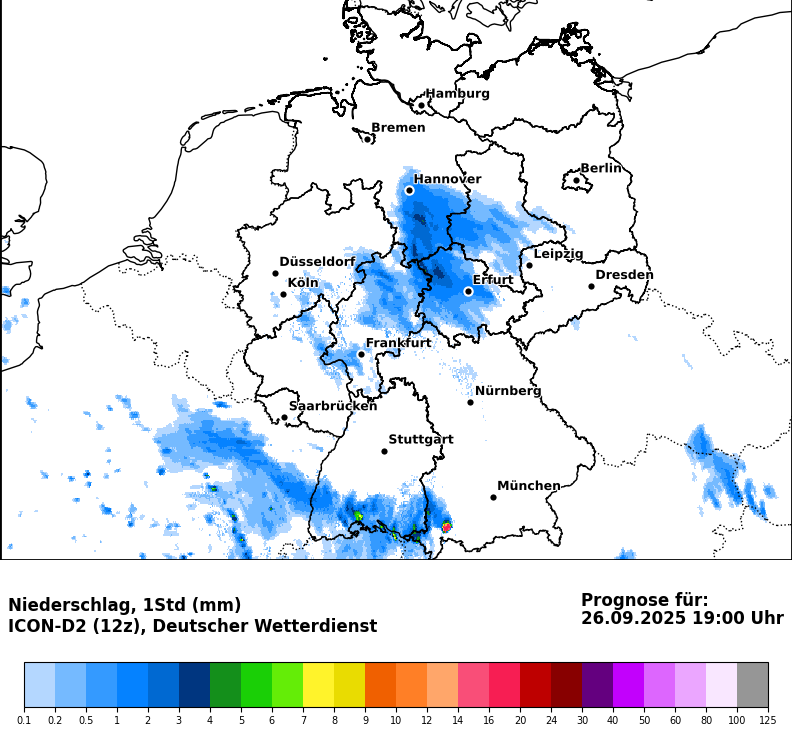 Hamburg
Bremen
Berlin
Hannover
Leipzig
Düsseldorf
Dresden
Köln
Erfurt
Frankfurt
Nürnberg
Saarbrücken
Stuttgart
München
Niederschlag, 1Std (mm)
ICON-D2 (12z), Deutscher Wetterdienst
Prognose für:
26.09.2025 19:00 Uhr
0.1 0.2 0.5 1 2 3 4 5 6 7 8 9 10 12 14 16 20 24 30 40 50 60 80 100 125